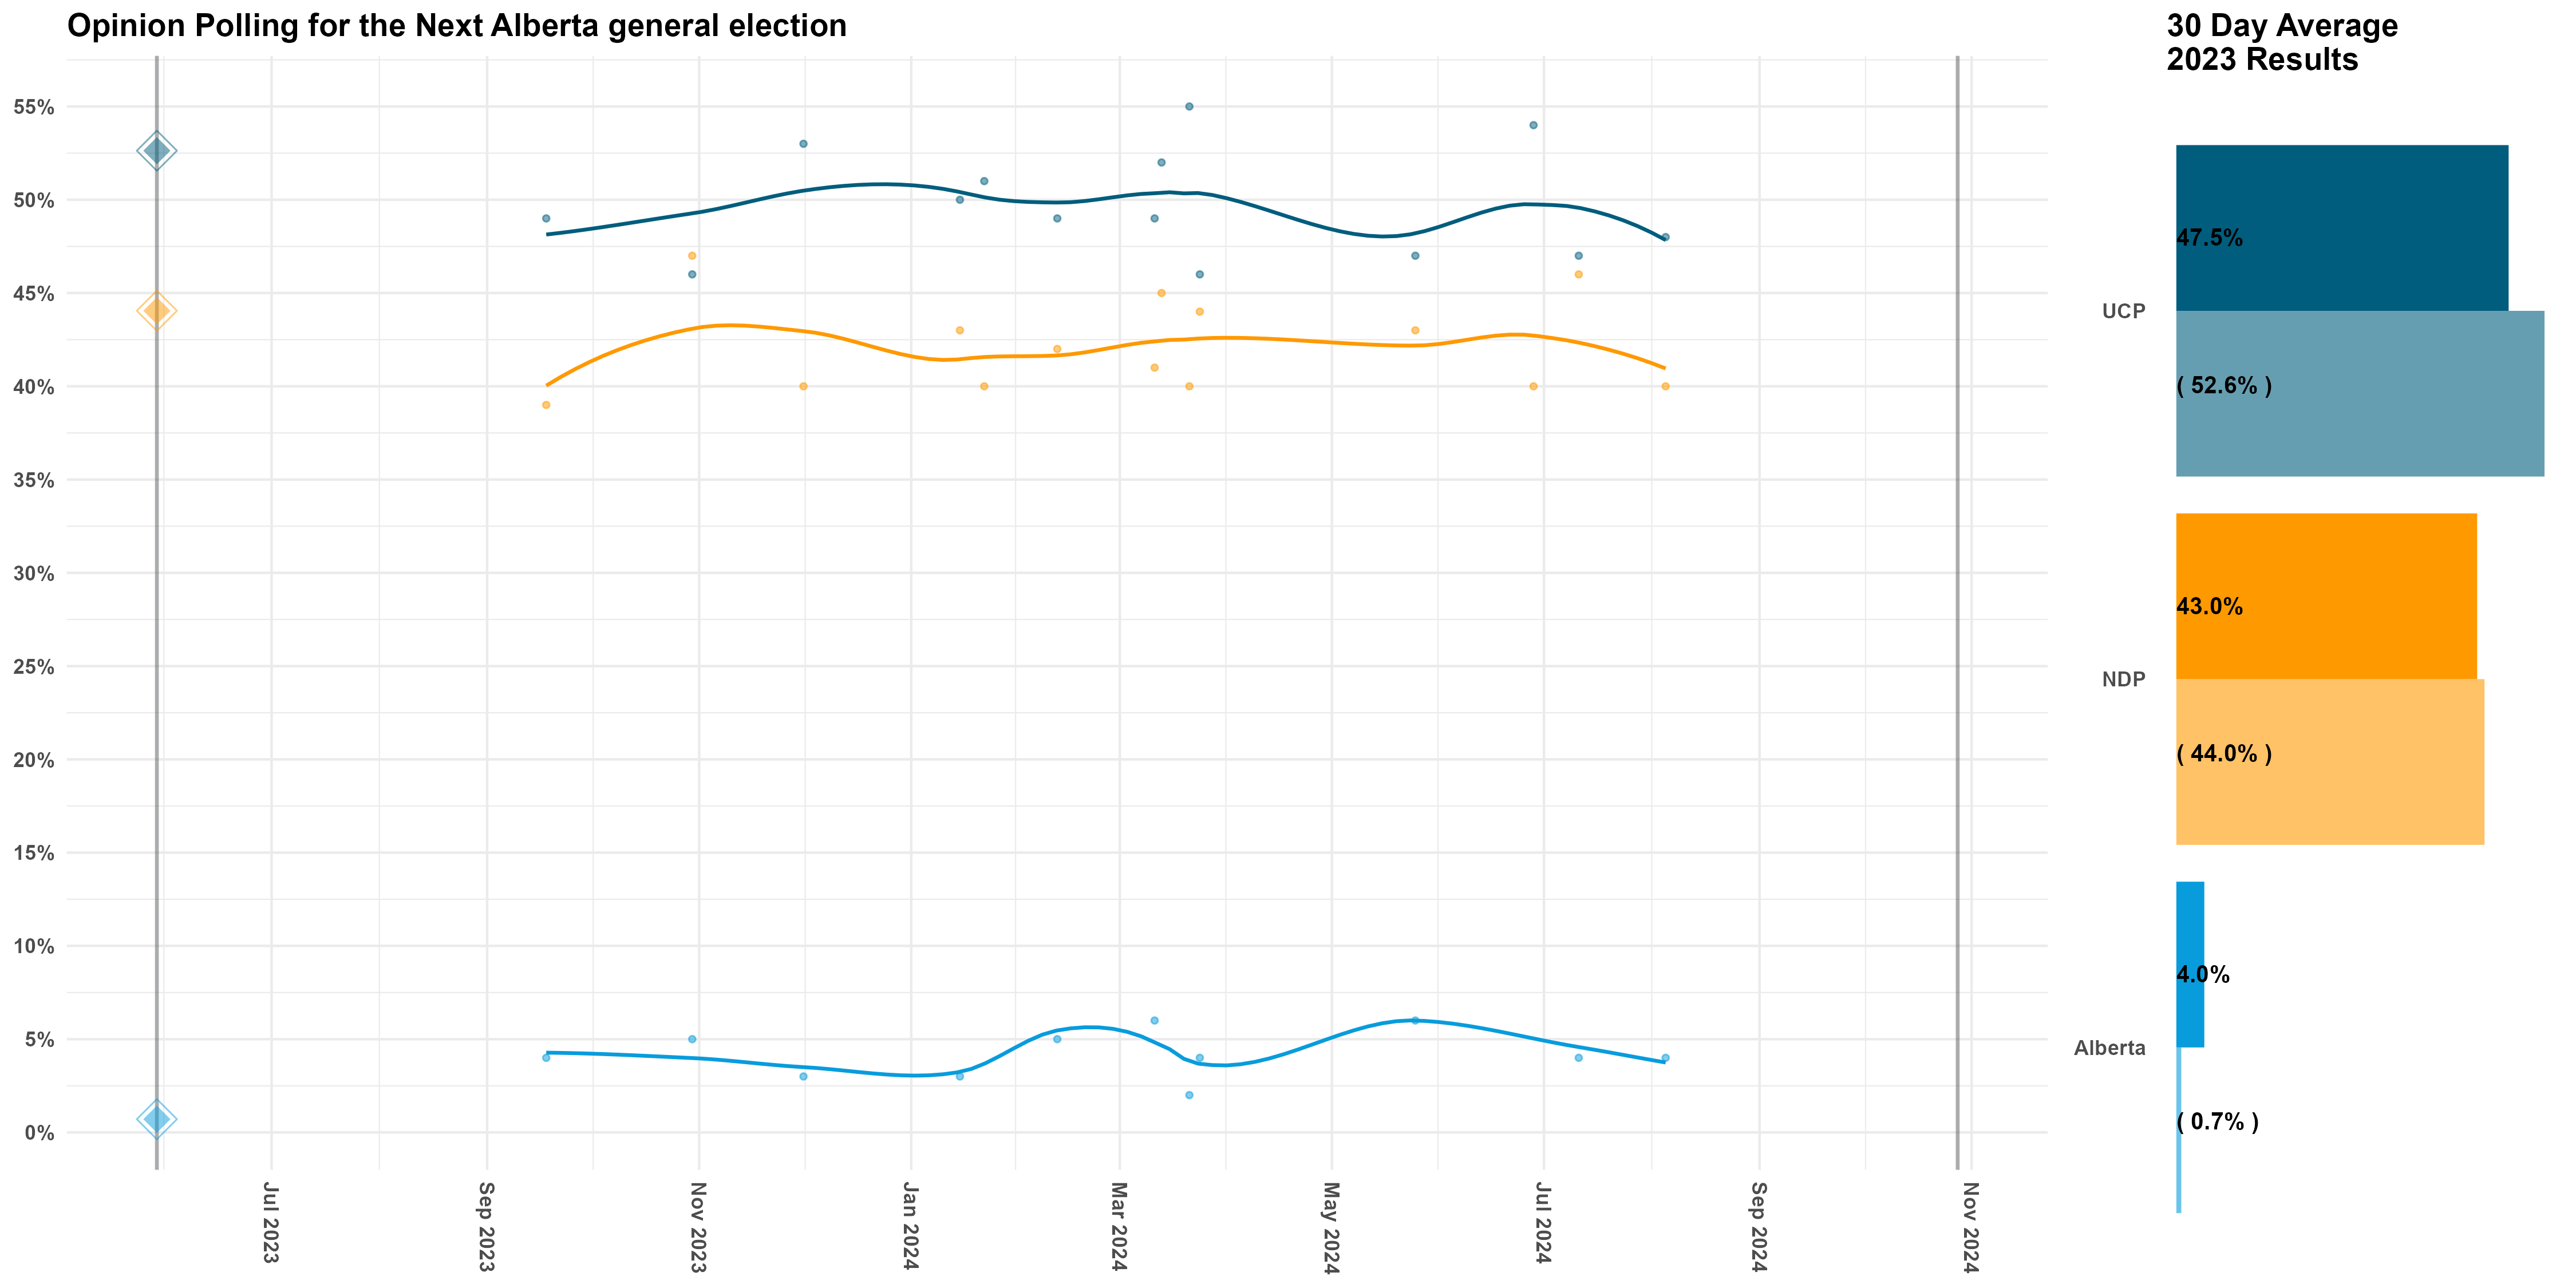 Opinion Polling for the Next Alberta general election
30 Day Average
2023 Results
55%
50%
45%
40%
35%
30%
25%
20%
15%
10%
5%
0%
Jul 2023
Sep 2023
Nov 2023
Jan 2024
Mar 2024
May 2024
Jul 2024
Sep 2024
Nov 2024
UCP
47.5%
( 52.6% )
NDP
43.0%
( 44.0% )
Alberta
4.0%
( 0.7% )